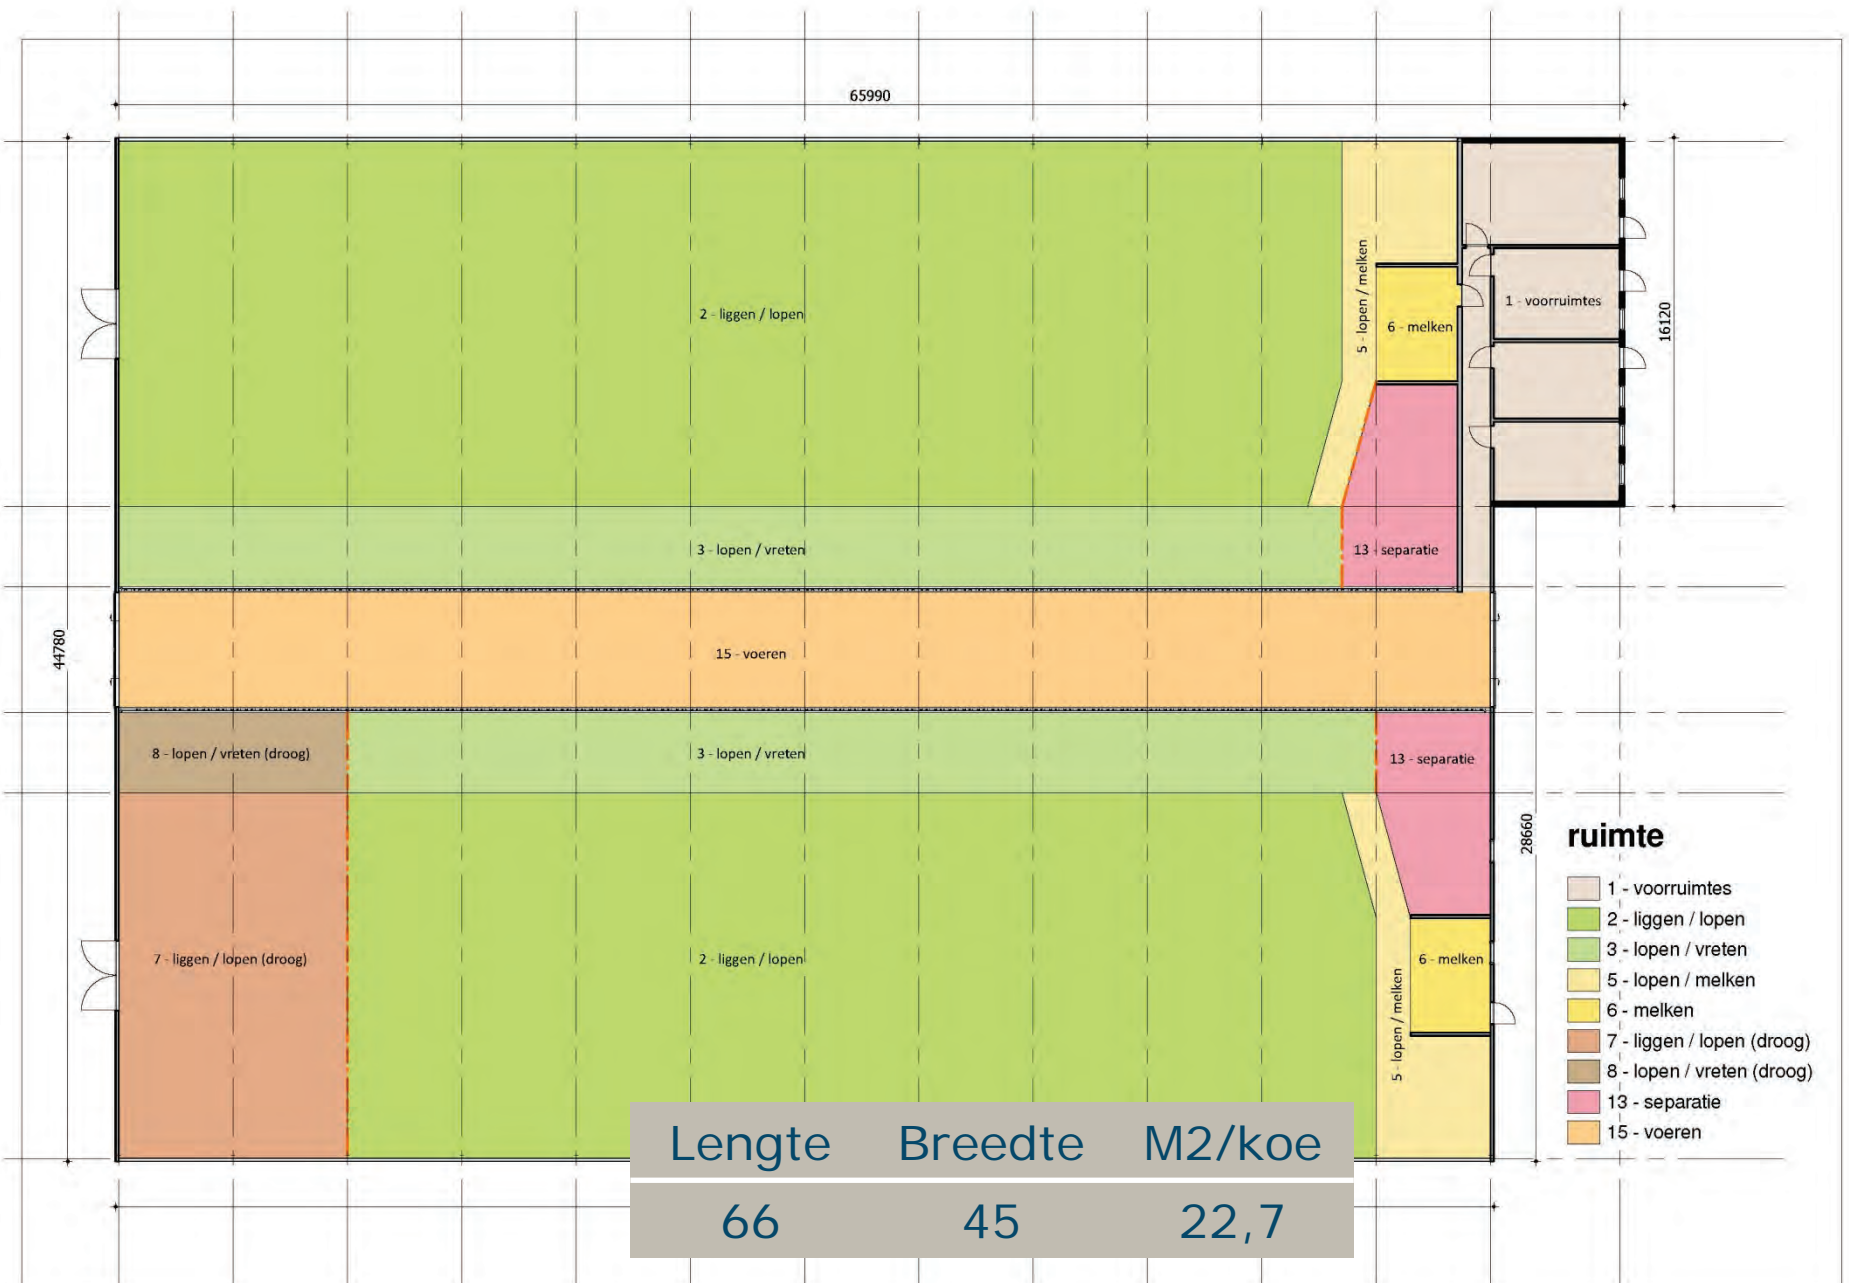 65990
2 - liggen / lopen
5 - lopen / melken
6 - melken
1 - voorruimtes
16120
3 - lopen / vreten
13 - separatie
44780
15 - voeren
8 - lopen / vreten (droog)
3 - lopen / vreten
13 - separatie
28660
7 - liggen / lopen (droog)
2 - liggen / lopen
5 - lopen / melken
6 - melken
ruimte
1 - voorruimtes
2 - liggen / lopen
3 - lopen / vreten
5 - lopen / melken
6 - melken
7 - liggen / lopen (droog)
8 - lopen / vreten (droog)
13 - separatie
15 - voeren
Lengte Breedte M2/koe
66 45 22,7